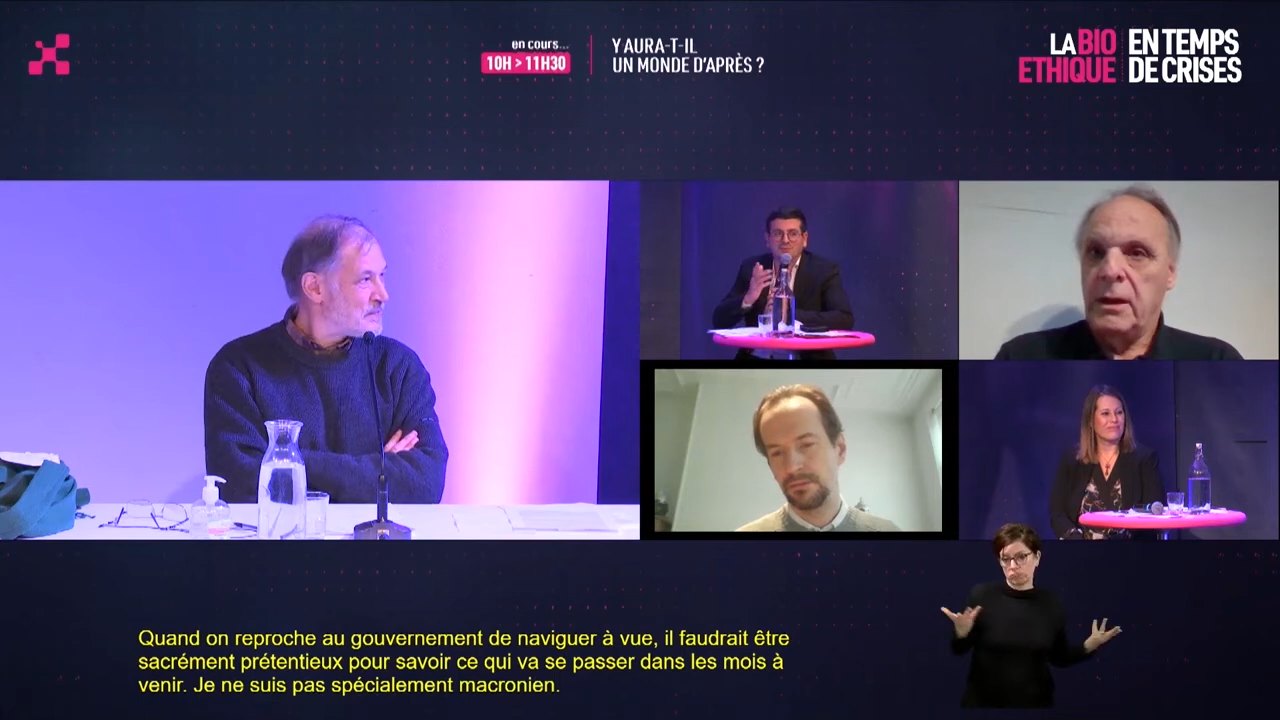 en cours...
10H > 11H30
Y AURA-T-IL
UN MONDE D'APRÈS ?
LA BIO
ETHIQUE
EN TEMPS
DE CRISES
Quand on reproche au gouvernement de naviguer à vue, il faudrait être
sacrément prétentieux pour savoir ce qui va se passer dans les mois à
venir. Je ne suis pas spécialement macronien.